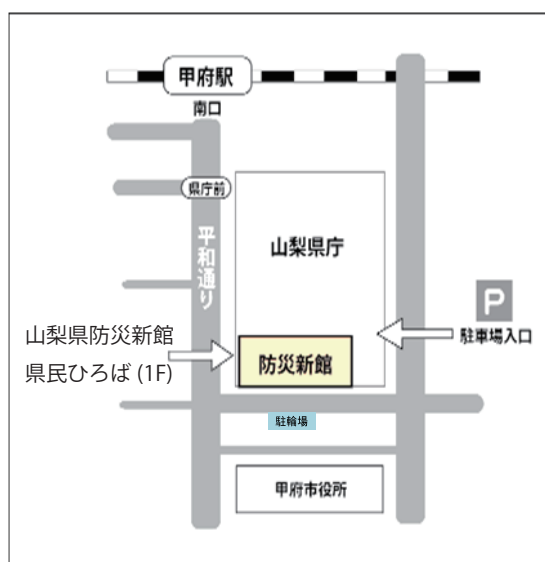 甲府駅
南口
県庁前
平和通り
山梨県庁
P
駐車場入口
山梨県防災新館
県民ひろば (1F)
防災新館
駐輪場
甲府市役所